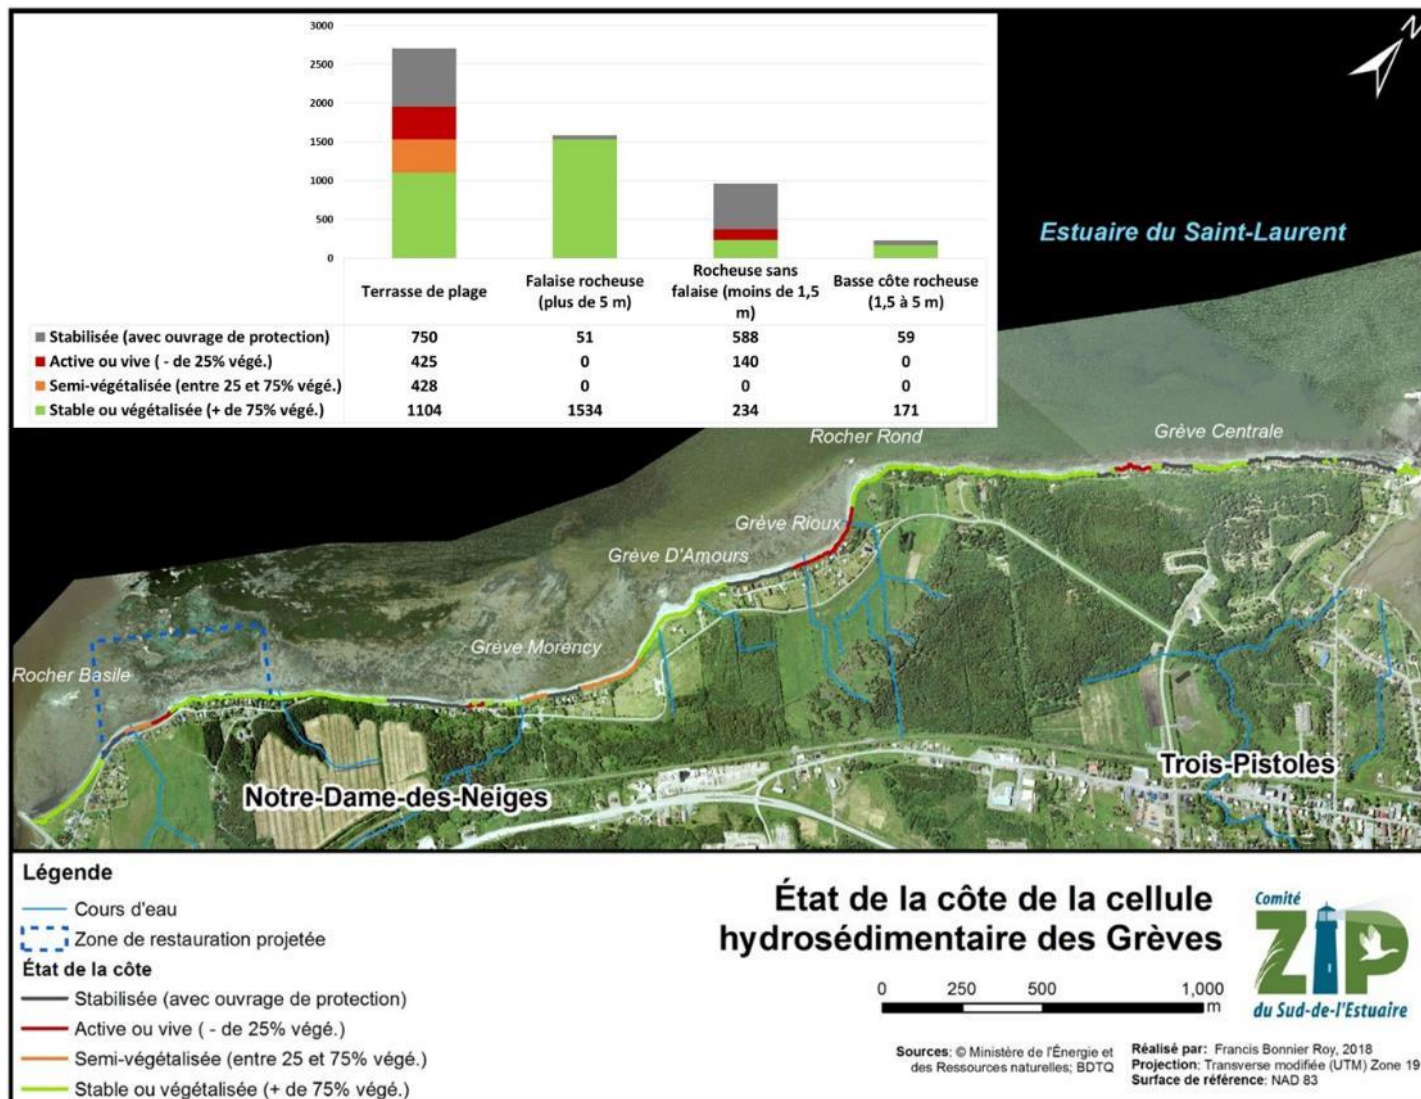 3000
2500
2000
1500
1000
500
0
Terrasse de plage
Falaise rocheuse
(plus de 5 m)
Rocheuse sans
falaise (moins de 1,5
m)
Basse côte rocheuse
(1,5 à 5 m)
Stabilisée (avec ouvrage de protection) 750 51 588 59
Active ou vive ( - de 25% végé.) 425 0 140 0
Semi-végétalisée (entre 25 et 75% végé.) 428 0 0 0
Stable ou végétalisée (+ de 75% végé.) 1104 1534 234 171
N
Estuaire du Saint-Laurent
Rocher Rond
Grève Centrale
Grève Rioux
Grève D'Amours
Grève Morency
Rocher Basile
Notre-Dame-des-Neiges
Trois-Pistoles
Légende
Cours d'eau
Zone de restauration projetée
État de la côte
Stabilisée (avec ouvrage de protection)
Active ou vive ( - de 25% végé.)
Semi-végétalisée (entre 25 et 75% végé.)
Stable ou végétalisée (+ de 75% végé.)
État de la côte de la cellule
hydrosédimentaire des Grèves
0 250 500 1,000
m
Comité
ZIP
du Sud-de-l'Estuaire
Sources: © Ministère de l'Énergie et
des Ressources naturelles; BDTQ
Réalisé par: Francis Bonnier Roy, 2018
Projection: Transverse modifiée (UTM) Zone 19
Surface de référence: NAD 83